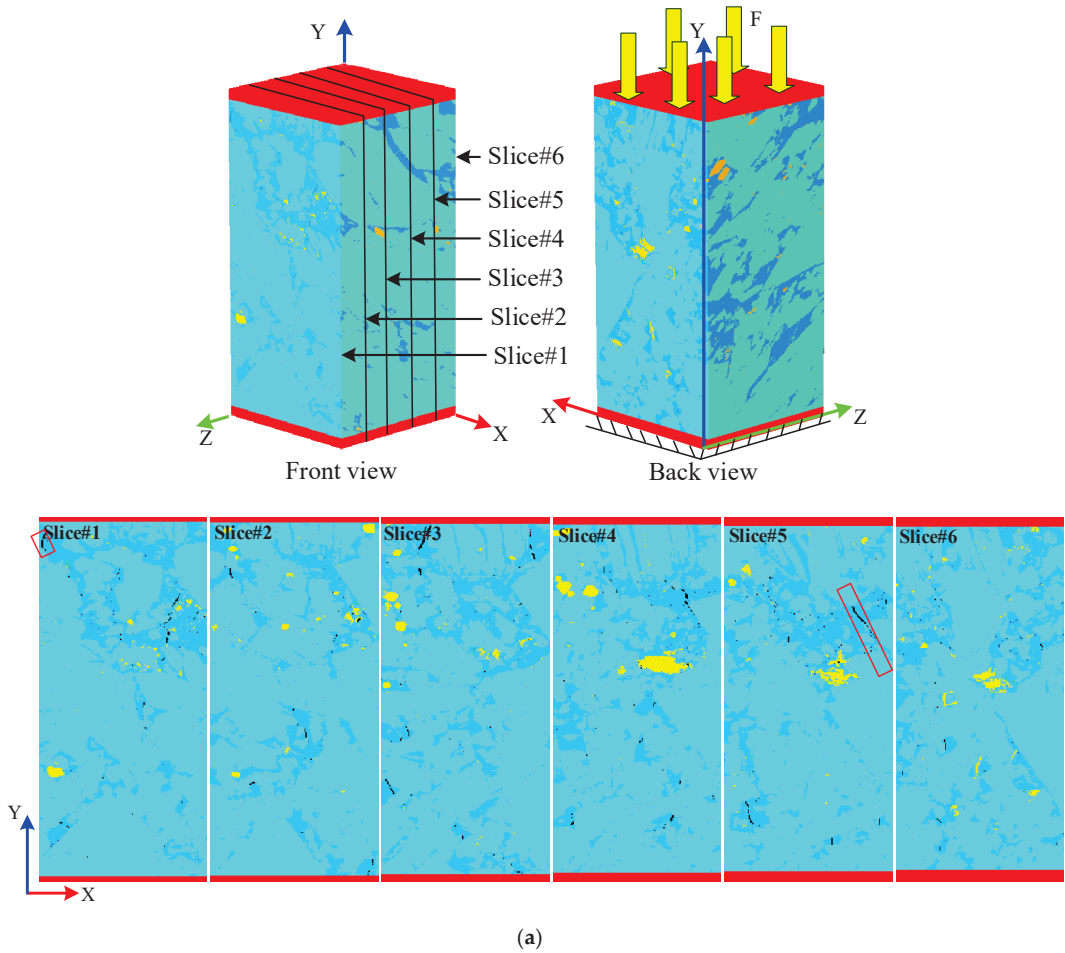 Y
Y
F
Slice#6
Slice#5
Slice#4
Slice#3
Slice#2
Slice#1
Z
X
X
Z
Front view
Back view
Slice#1
Slice#2
Slice#3
Slice#4
Slice#5
Slice#6
Y
X
(a)